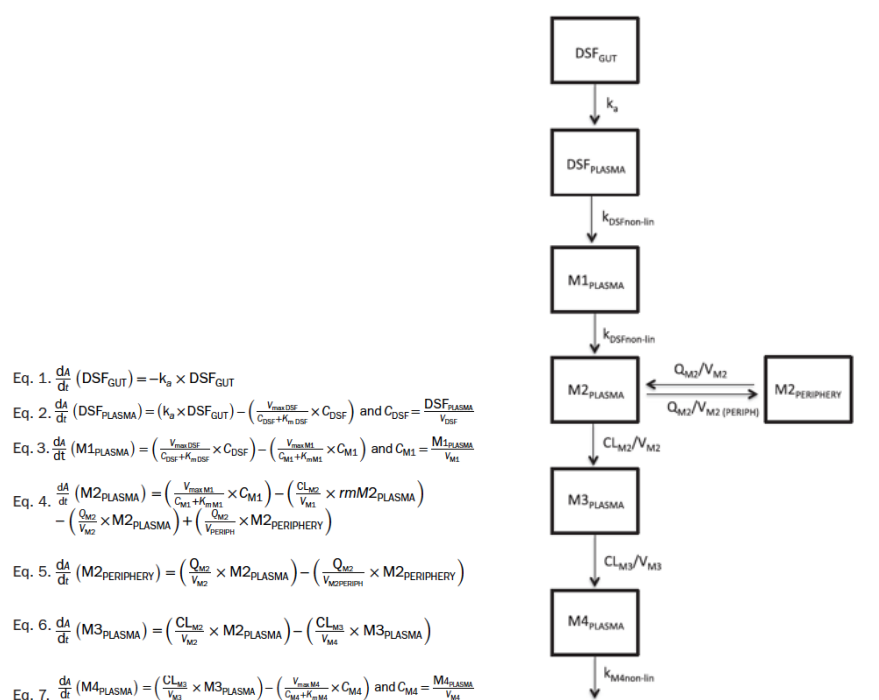 DSF_GUT
k_a
DSF_PLASMA
k_DSFnon-lin
M1_PLASMA
k_DSFnon-lin
M2_PLASMA
Q_M2/V_M2
Q_M2/V_M2 (PERIPH)
M2_PERIPHERY
CL_M2/V_M2
M3_PLASMA
CL_M3/V_M3
M4_PLASMA
k_M4non-lin
Eq. 1. dA/dt (DSF_GUT) = −k_a × DSF_GUT
Eq. 2. dA/dt (DSF_PLASMA) = (k_a × DSF_GUT) − (V_max DSF/(C_DSF + K_m DSF) × C_DSF) and C_DSF = DSF_PLASMA/V_DSF
Eq. 3. dA/dt (M1_PLASMA) = (V_max DSF/(C_DSF + K_m DSF) × C_DSF) − (V_max M1/(C_M1 + K_m M1) × C_M1) and C_M1 = M1_PLASMA/V_M1
Eq. 4. dA/dt (M2_PLASMA) = (V_max M1/(C_M1 + K_m M1) × C_M1) − (CL_M2/V_M1 × rmM2_PLASMA)
− (Q_M2/V_M2 × M2_PLASMA) + (Q_M2/V_PERIPH × M2_PERIPHERY)
Eq. 5. dA/dt (M2_PERIPHERY) = (Q_M2/V_M2 × M2_PLASMA) − (Q_M2/V_M2PERIPH × M2_PERIPHERY)
Eq. 6. dA/dt (M3_PLASMA) = (CL_M2/V_M2 × M2_PLASMA) − (CL_M3/V_M4 × M3_PLASMA)
Eq. 7. dA/dt (M4_PLASMA) = (CL_M3/V_M3 × M3_PLASMA) − (V_max M4/(C_M4 + K_m M4) × C_M4) and C_M4 = M4_PLASMA/V_M4